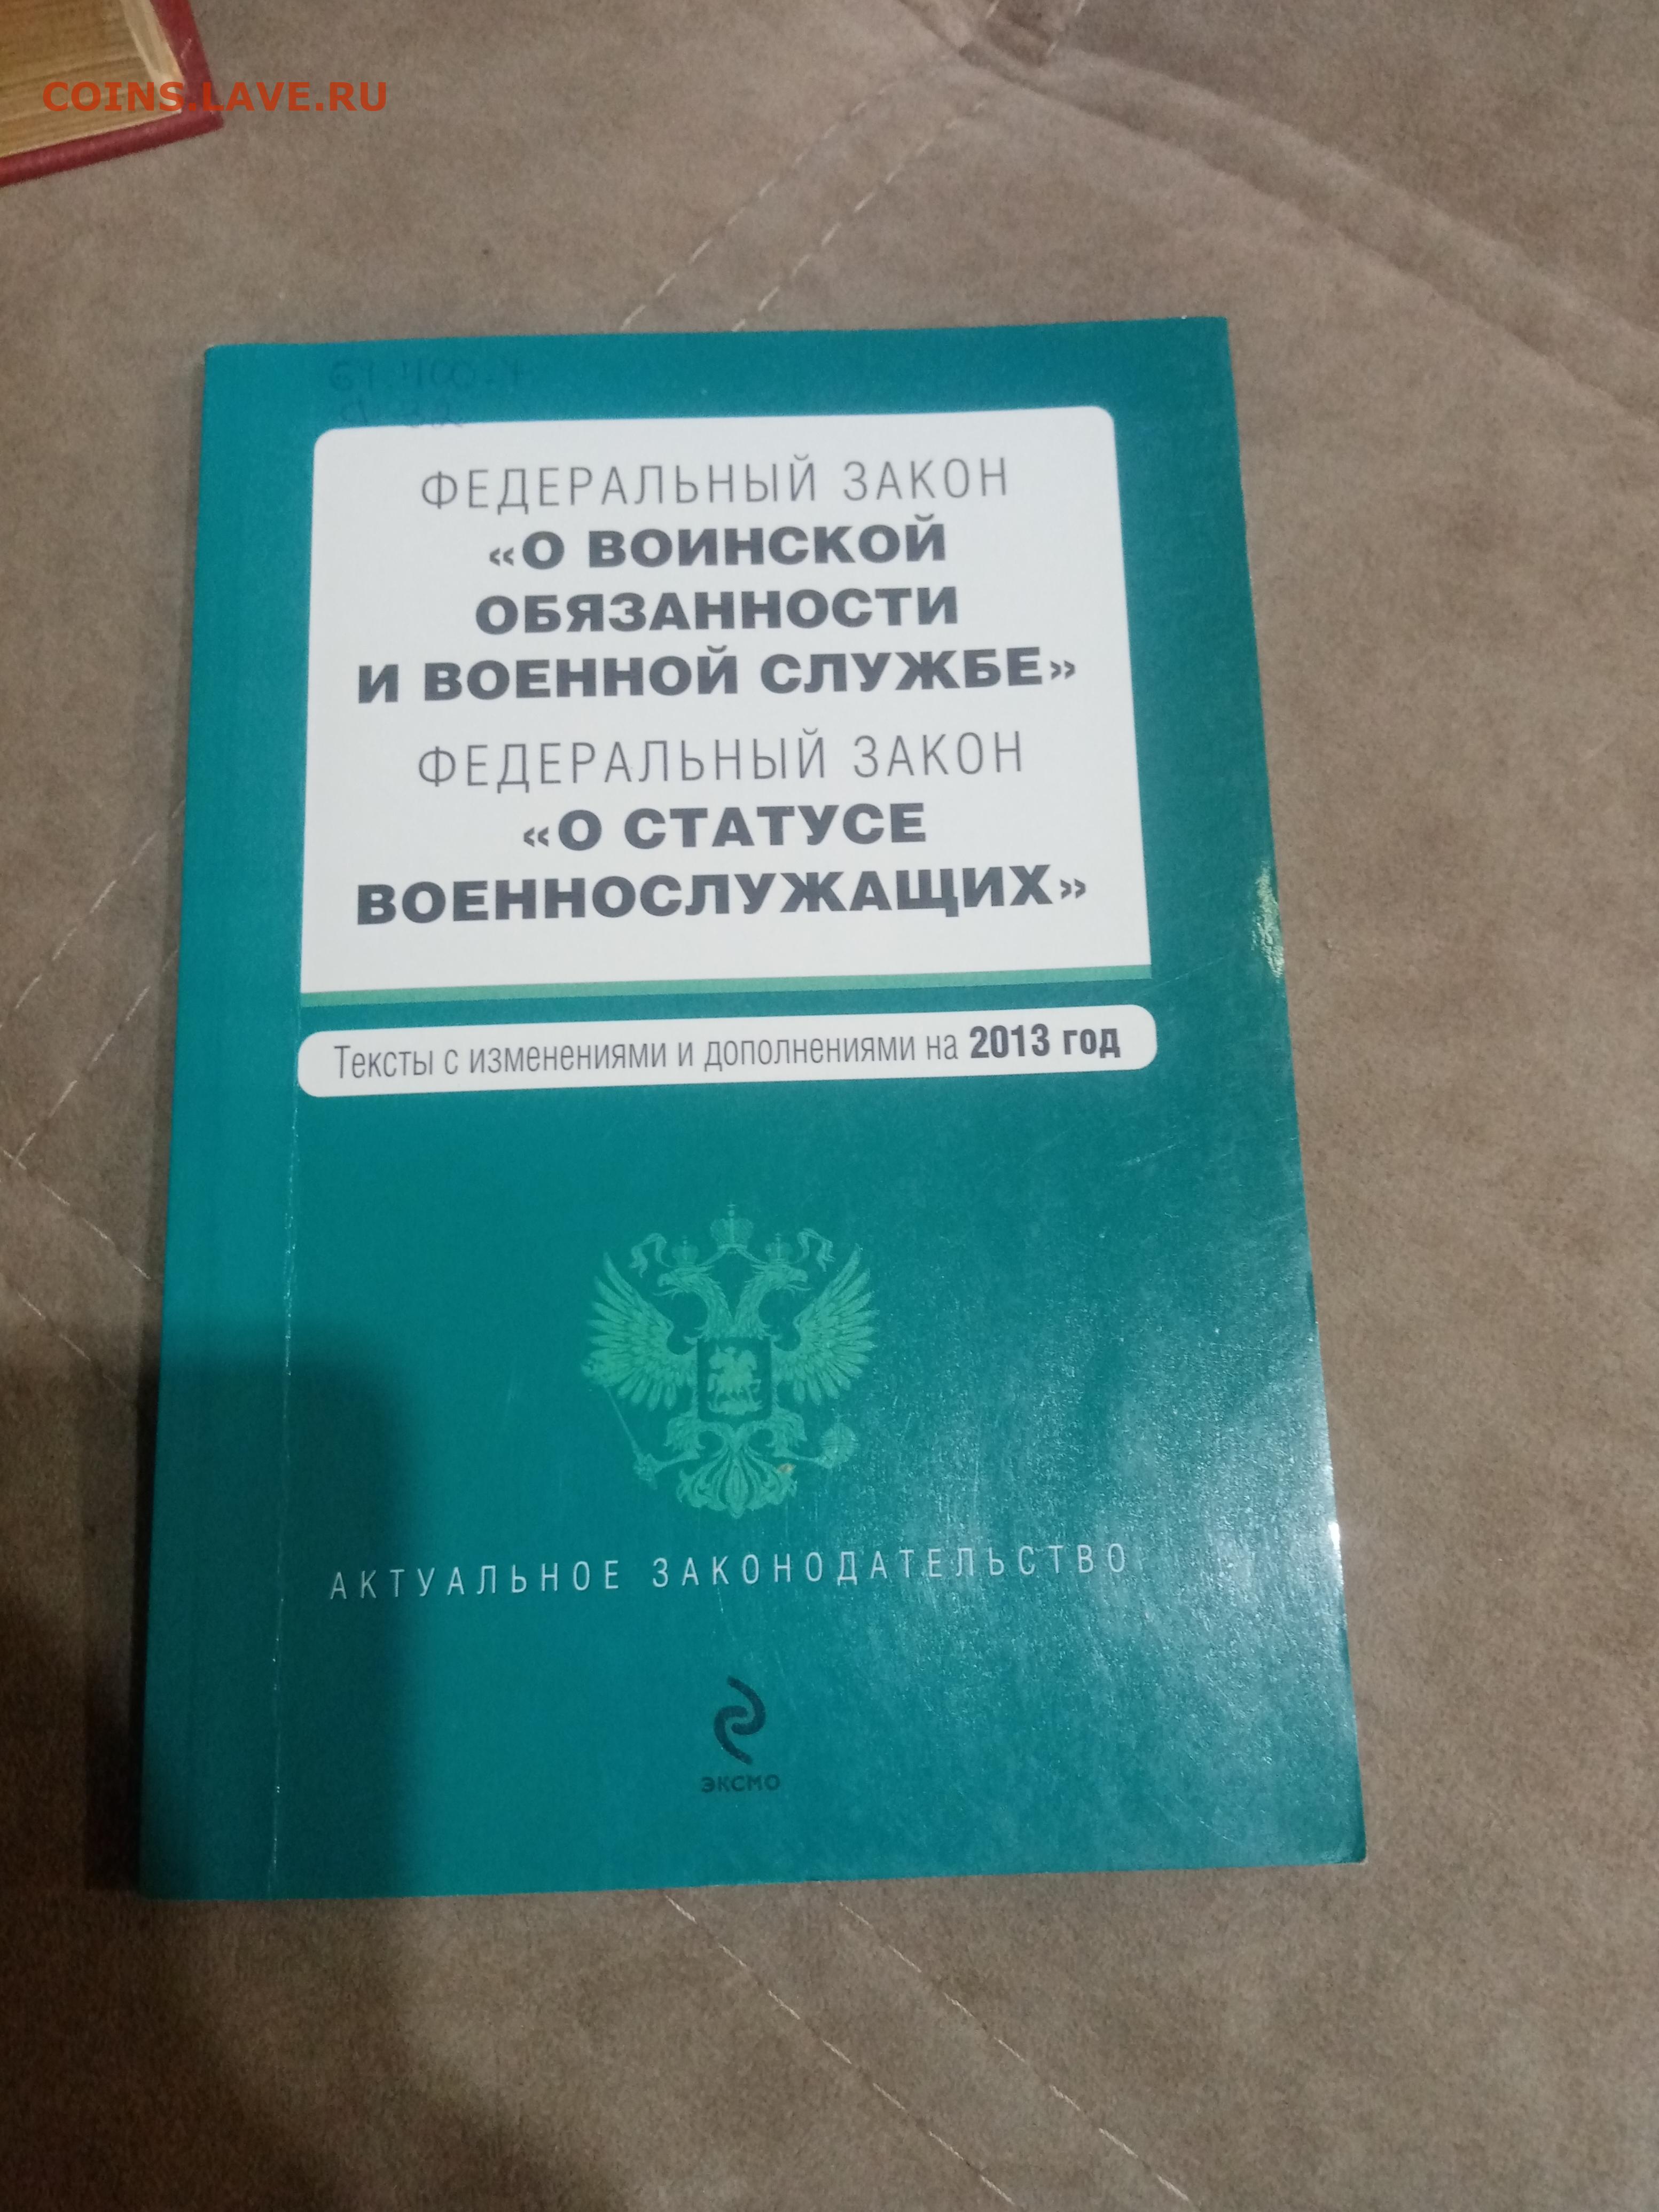 COINS.LAVE.RU
ФЕДЕРАЛЬНЫЙ ЗАКОН
«О ВОИНСКОЙ
ОБЯЗАННОСТИ
И ВОЕННОЙ СЛУЖБЕ»
ФЕДЕРАЛЬНЫЙ ЗАКОН
«О СТАТУСЕ
ВОЕННОСЛУЖАЩИХ»
Тексты с изменениями и дополнениями на 2013 год
АКТУАЛЬНОЕ ЗАКОНОДАТЕЛЬСТВО
ЭКСМО